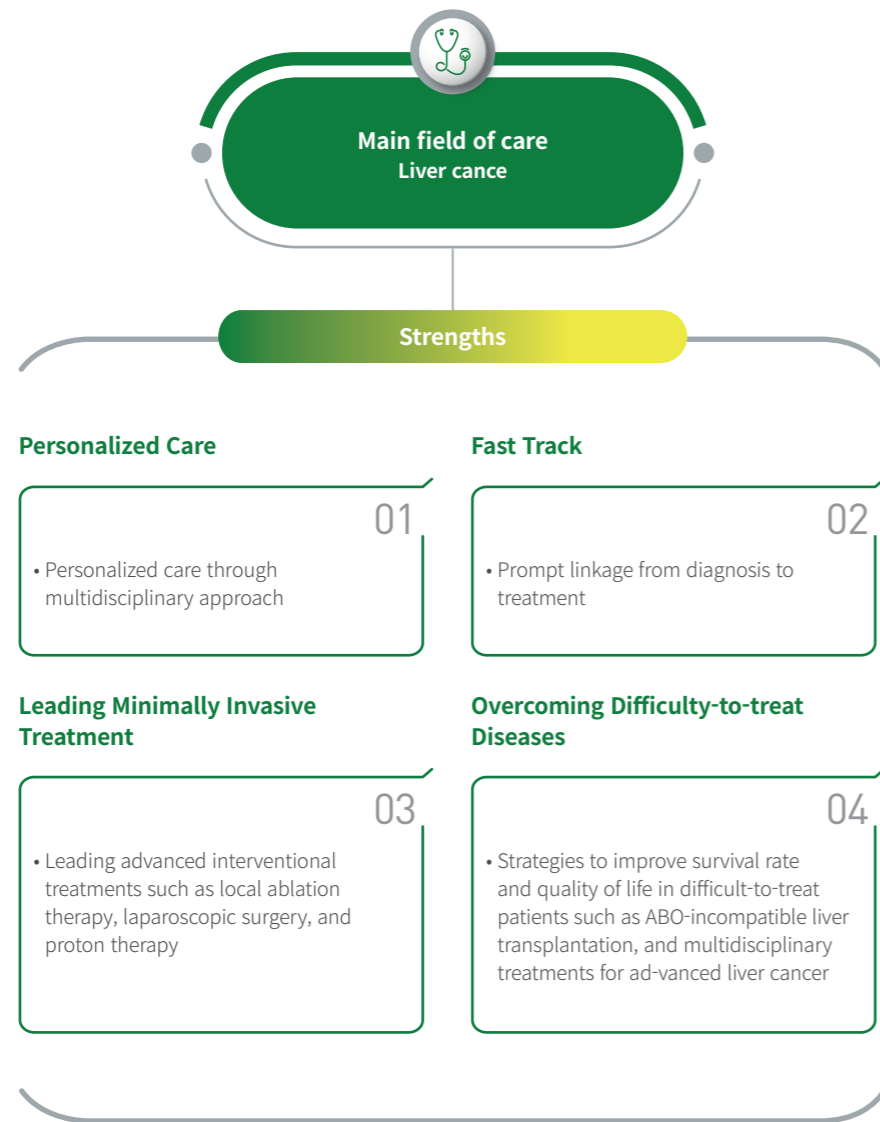 Main field of care
Liver cance
Strengths
Personalized Care
01
• Personalized care through
multidisciplinary approach
Fast Track
02
• Prompt linkage from diagnosis to
treatment
Leading Minimally Invasive
Treatment
03
• Leading advanced interventional
treatments such as local ablation
therapy, laparoscopic surgery, and
proton therapy
Overcoming Difficulty-to-treat
Diseases
04
• Strategies to improve survival rate
and quality of life in difficult-to-treat
patients such as ABO-incompatible liver
transplantation, and multidisciplinary
treatments for ad-vanced liver cancer